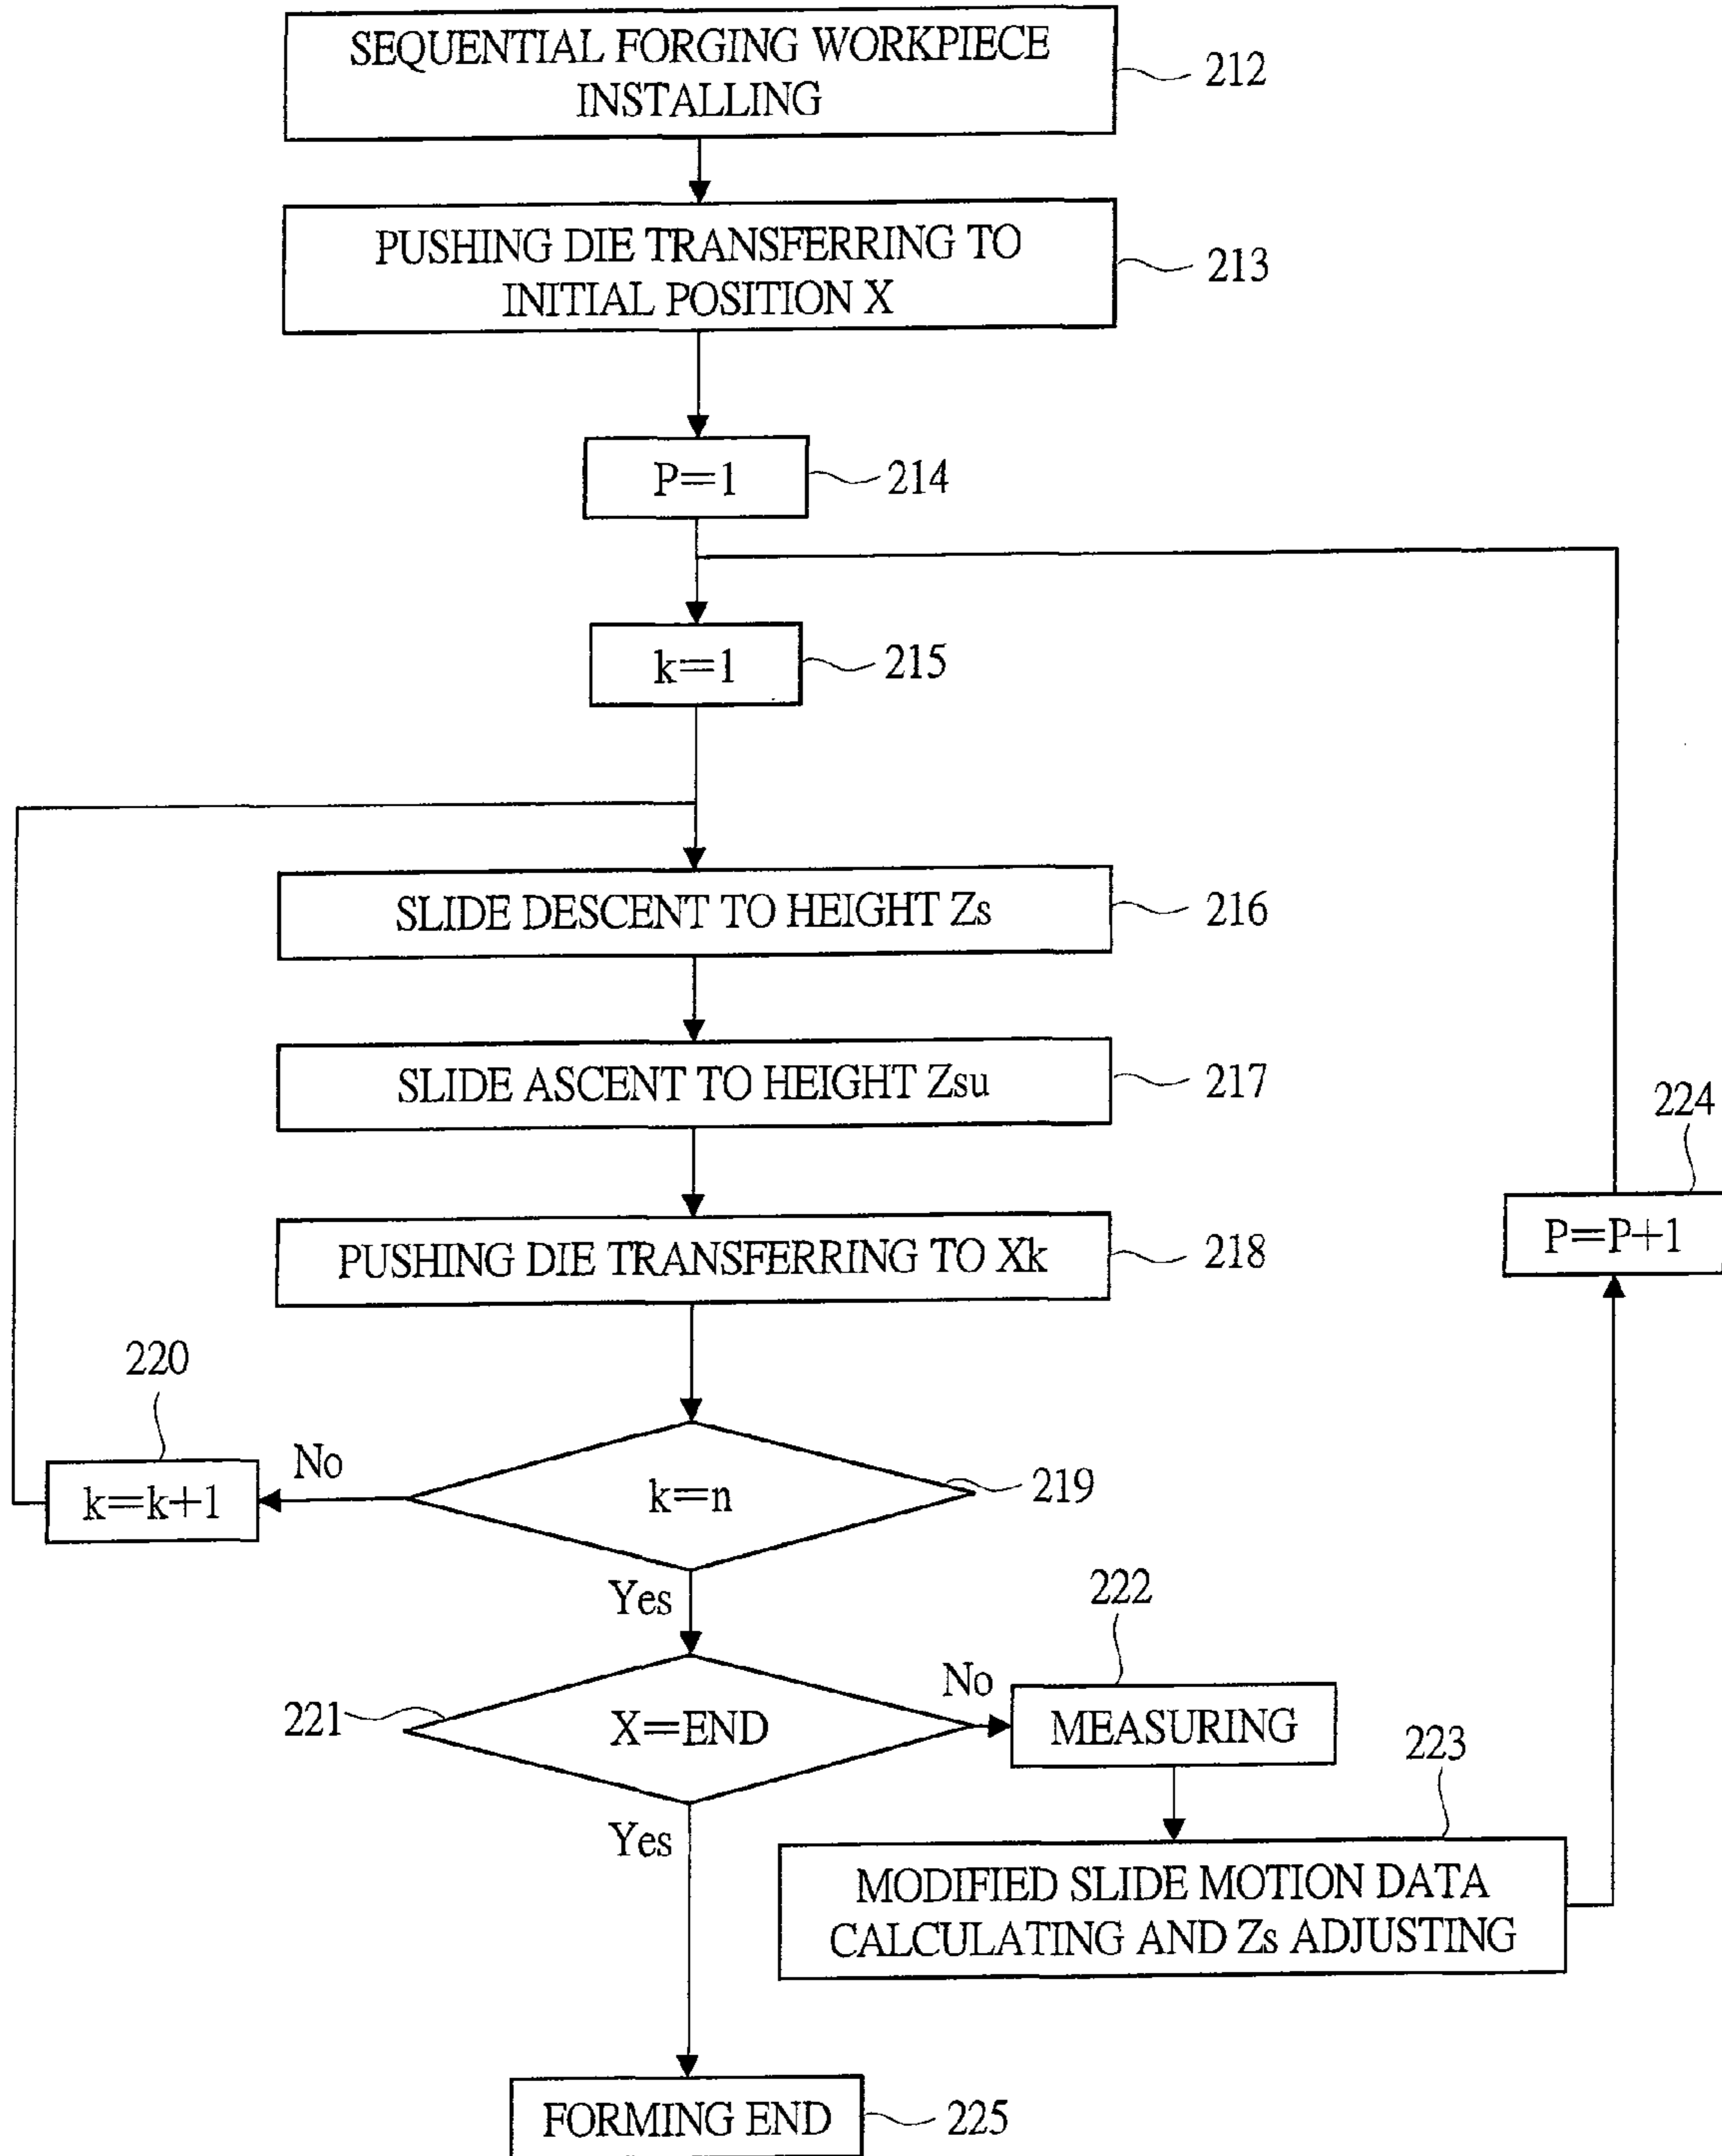 SEQUENTIAL FORGING WORKPIECE
INSTALLING
212
PUSHING DIE TRANSFERRING TO
INITIAL POSITION X
213
P=1
214
k=1
215
SLIDE DESCENT TO HEIGHT Zs
216
SLIDE ASCENT TO HEIGHT Zsu
217
224
P=P+1
PUSHING DIE TRANSFERRING TO Xk
218
220
No
k=k+1
k=n
219
Yes
222
221
X=END
No
MEASURING
223
Yes
MODIFIED SLIDE MOTION DATA
CALCULATING AND Zs ADJUSTING
FORMING END
225